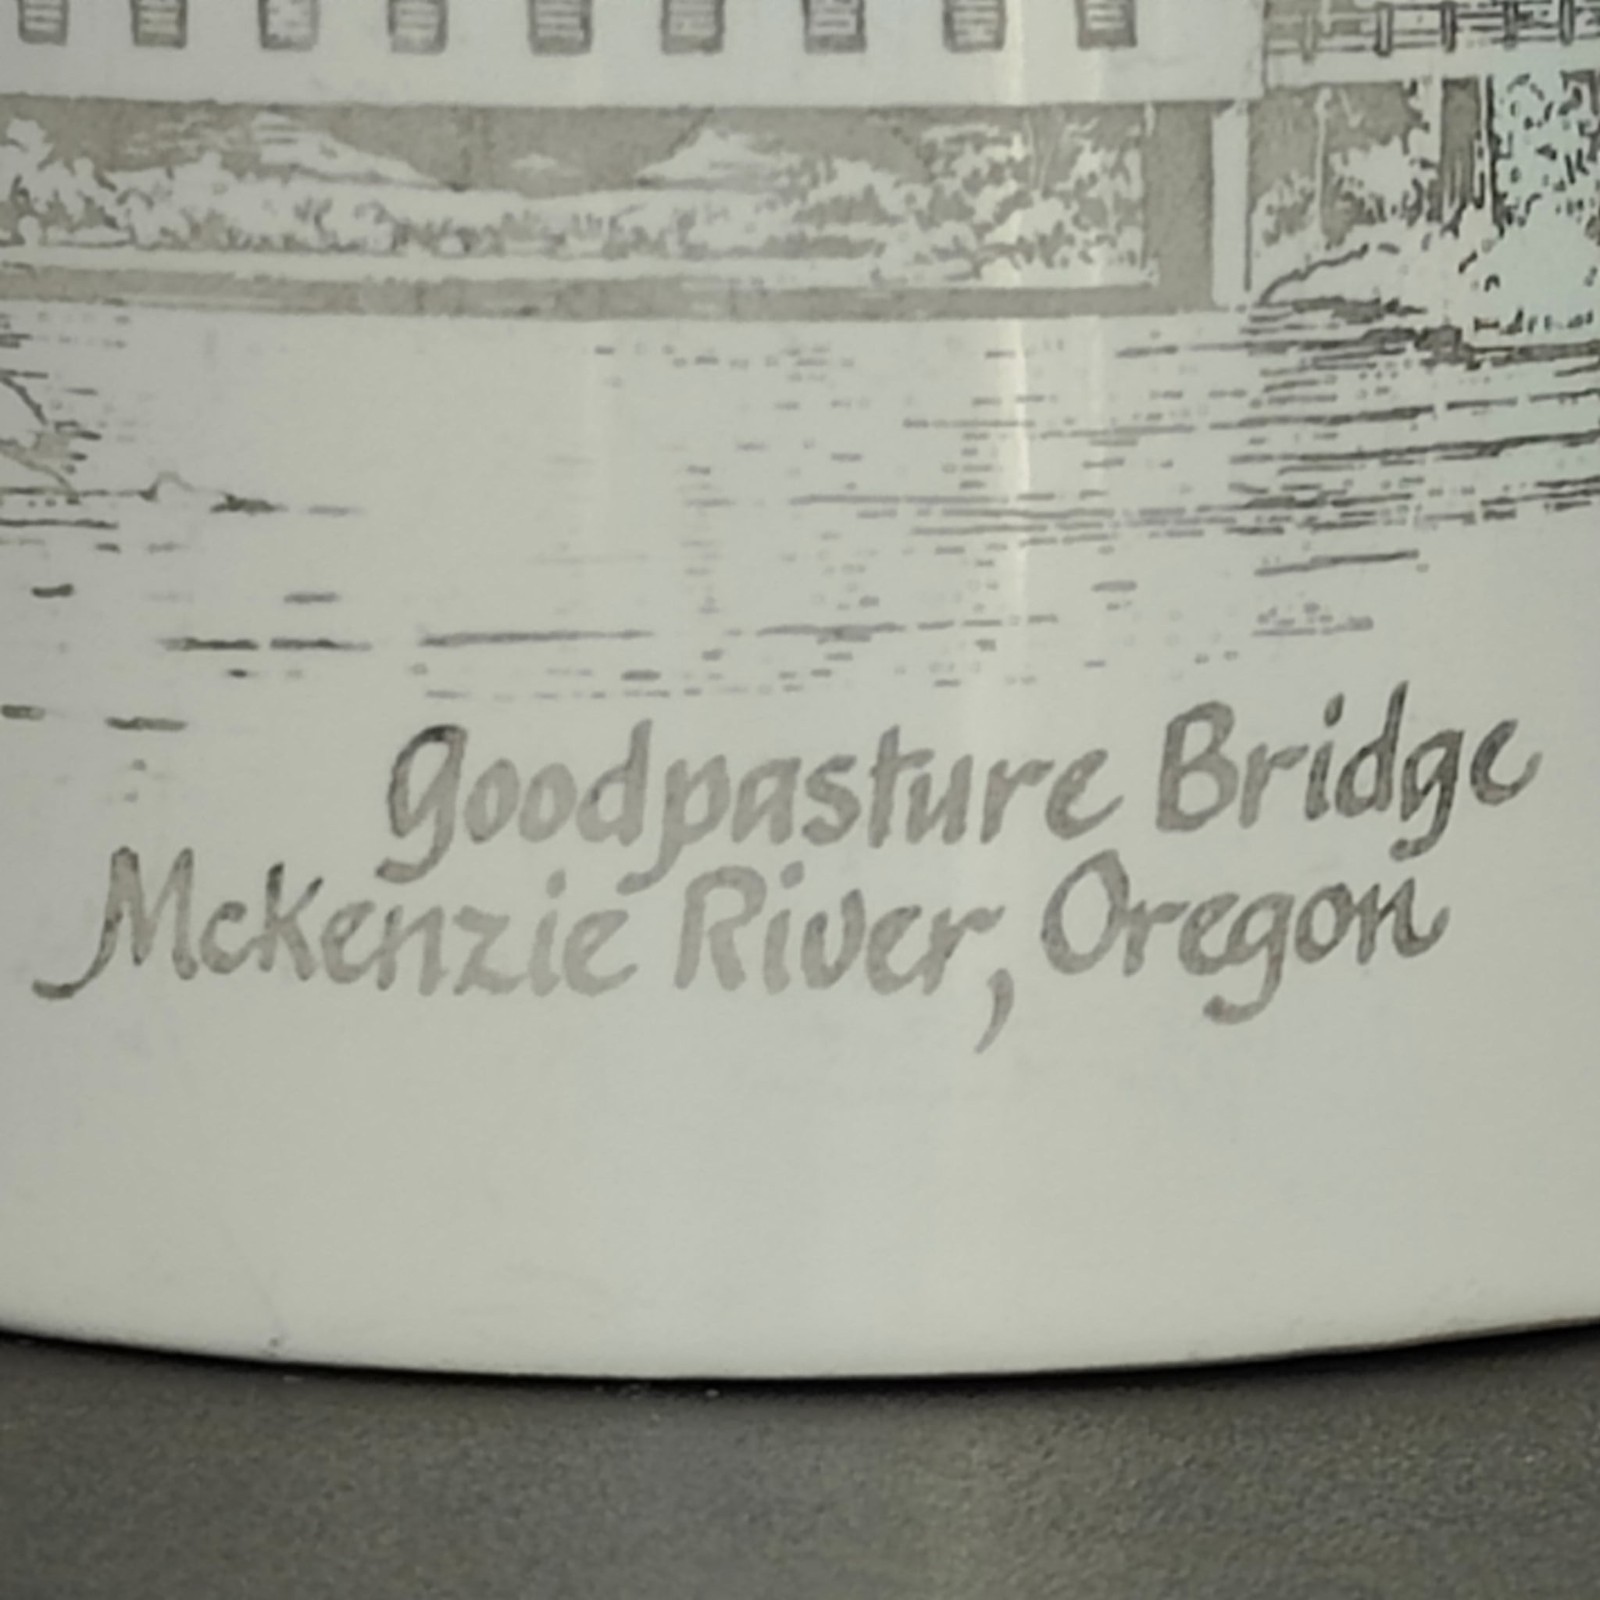 Goodpasture Bridge
McKenzie River, Oregon